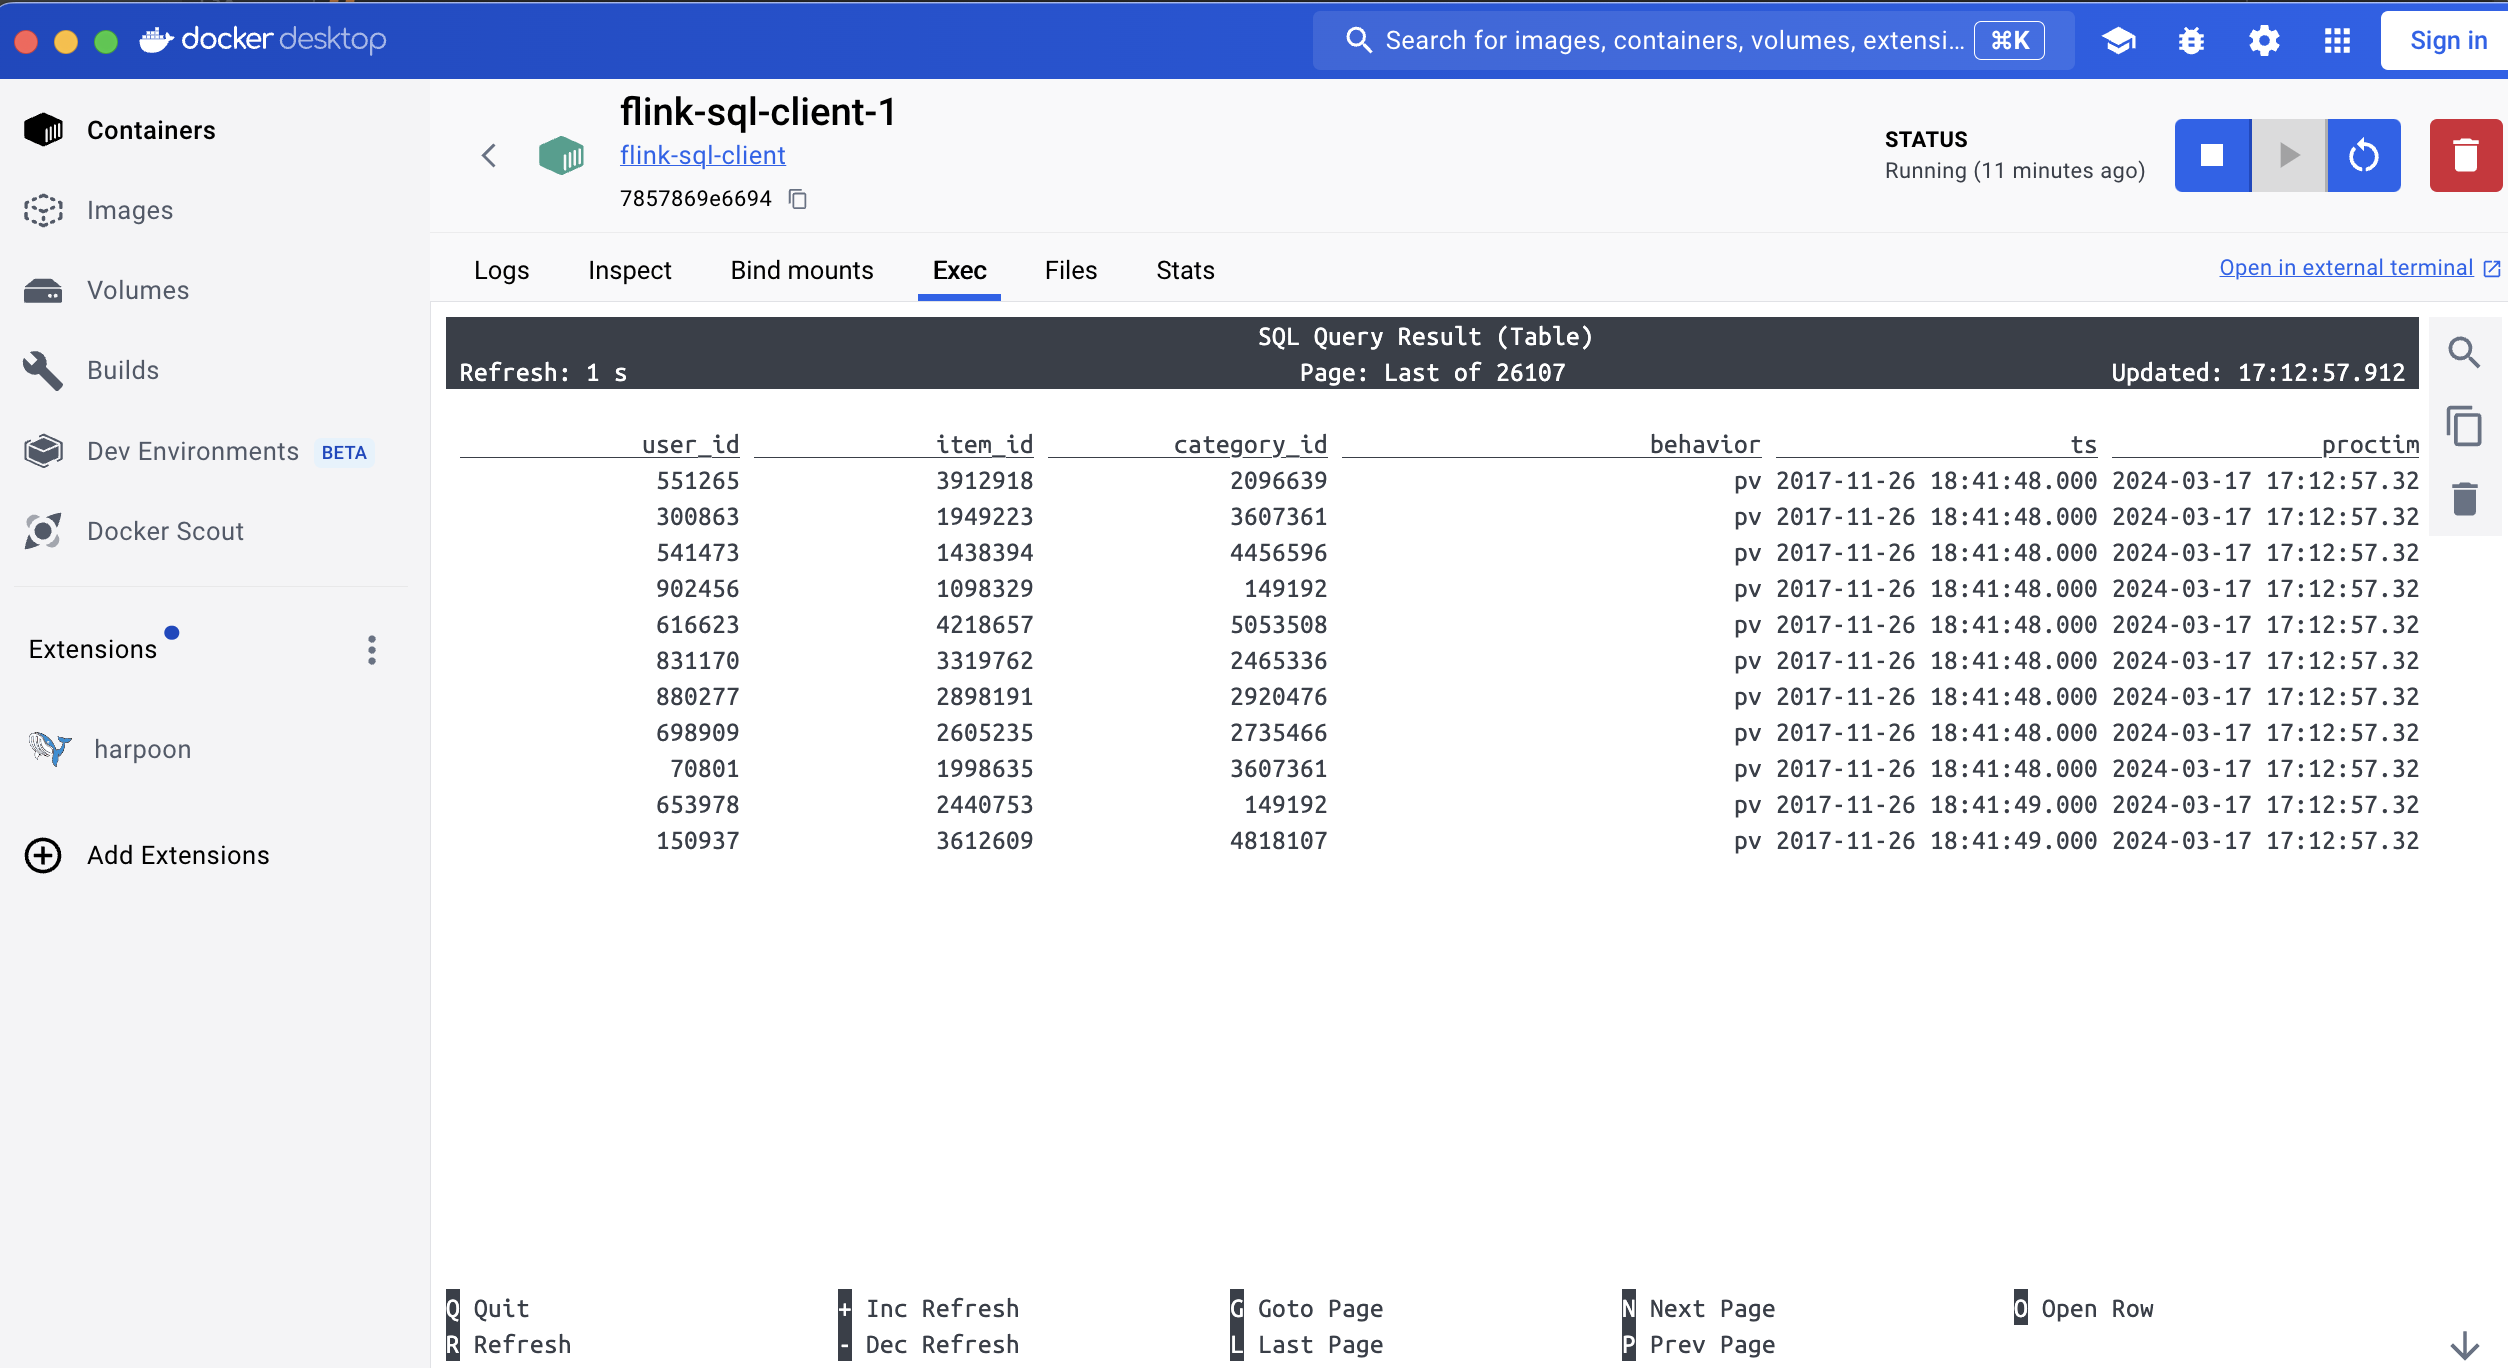 docker desktop
Search for images, containers, volumes, extensi... ⌘K
Sign in
Containers
Images
Volumes
Builds
Dev Environments BETA
Docker Scout
Extensions
harpoon
Add Extensions
flink-sql-client-1
flink-sql-client
7857869e6694
STATUS
Running (11 minutes ago)
Logs Inspect Bind mounts Exec Files Stats
Open in external terminal
SQL Query Result (Table)
Refresh: 1 s Page: Last of 26107 Updated: 17:12:57.912
user_id item_id category_id behavior ts proctim
551265 3912918 2096639 pv 2017-11-26 18:41:48.000 2024-03-17 17:12:57.32
300863 1949223 3607361 pv 2017-11-26 18:41:48.000 2024-03-17 17:12:57.32
541473 1438394 4456596 pv 2017-11-26 18:41:48.000 2024-03-17 17:12:57.32
902456 1098329 149192 pv 2017-11-26 18:41:48.000 2024-03-17 17:12:57.32
616623 4218657 5053508 pv 2017-11-26 18:41:48.000 2024-03-17 17:12:57.32
831170 3319762 2465336 pv 2017-11-26 18:41:48.000 2024-03-17 17:12:57.32
880277 2898191 2920476 pv 2017-11-26 18:41:48.000 2024-03-17 17:12:57.32
698909 2605235 2735466 pv 2017-11-26 18:41:48.000 2024-03-17 17:12:57.32
70801 1998635 3607361 pv 2017-11-26 18:41:48.000 2024-03-17 17:12:57.32
653978 2440753 149192 pv 2017-11-26 18:41:49.000 2024-03-17 17:12:57.32
150937 3612609 4818107 pv 2017-11-26 18:41:49.000 2024-03-17 17:12:57.32
Q Quit + Inc Refresh G Goto Page N Next Page O Open Row
R Refresh - Dec Refresh L Last Page P Prev Page